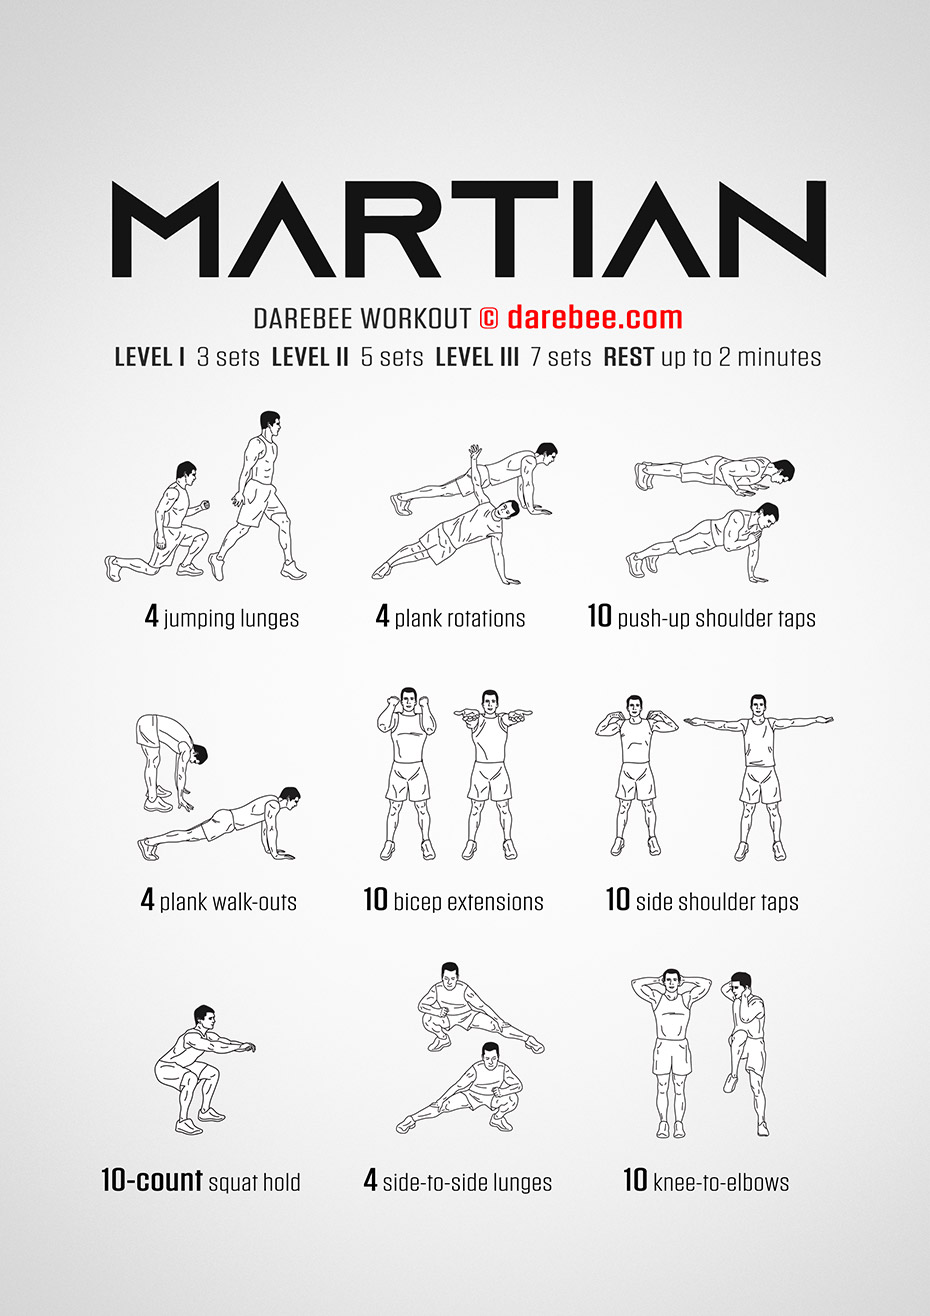 MARTIAN
DAREBEE WORKOUT © darebee.com
LEVEL I 3 sets LEVEL II 5 sets LEVEL III 7 sets REST up to 2 minutes
4 jumping lunges
4 plank rotations
10 push-up shoulder taps
4 plank walk-outs
10 bicep extensions
10 side shoulder taps
10-count squat hold
4 side-to-side lunges
10 knee-to-elbows